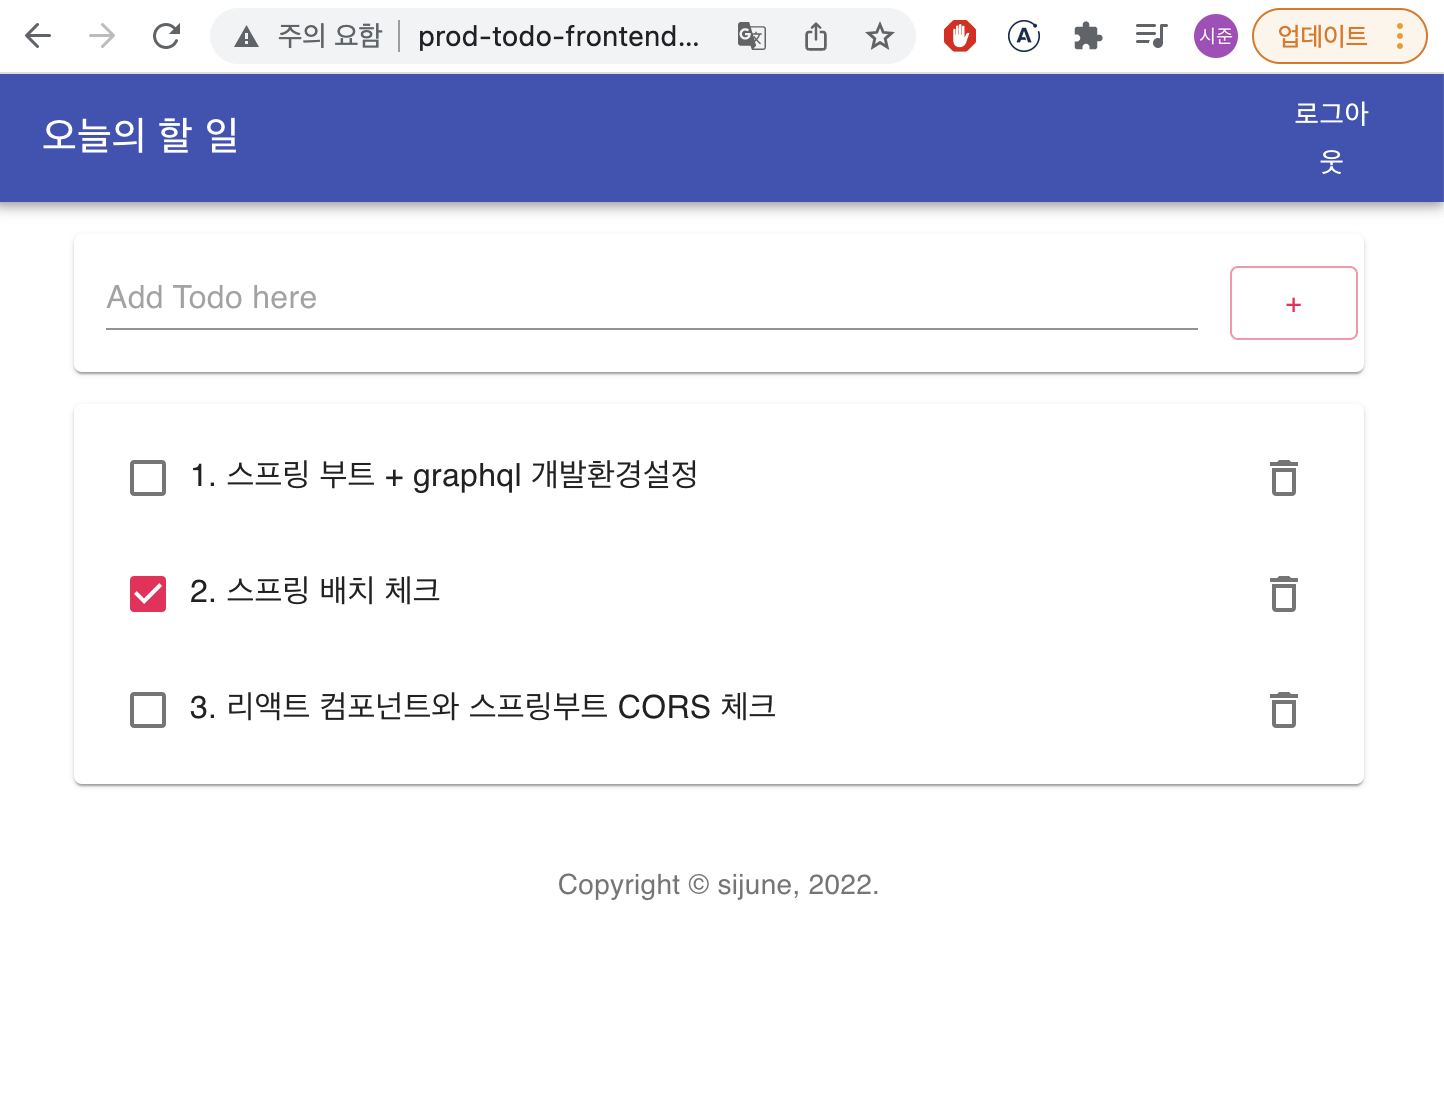 주의 요함 prod-todo-frontend... 시준 업데이트
오늘의 할 일
로그아
웃
Add Todo here
+
1. 스프링 부트 + graphql 개발환경설정
2. 스프링 배치 체크
3. 리액트 컴포넌트와 스프링부트 CORS 체크
Copyright © sijune, 2022.